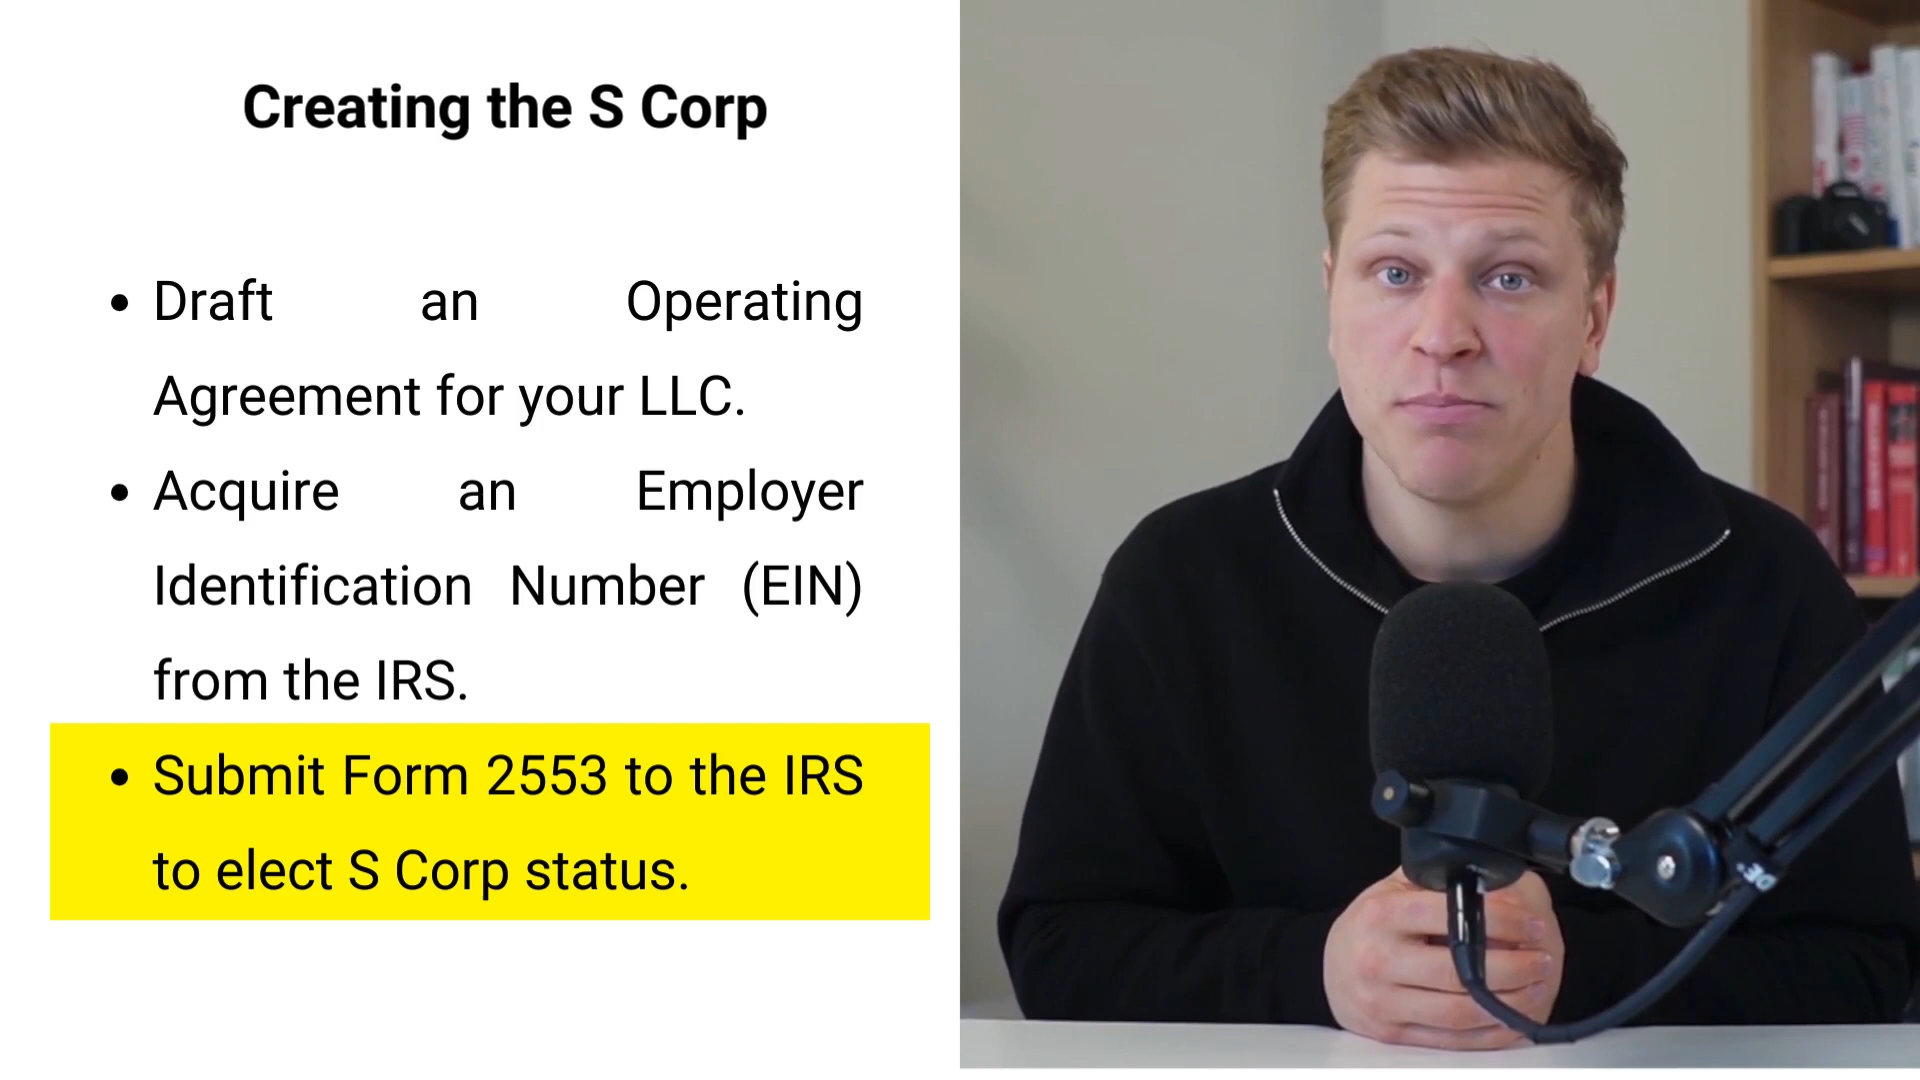 Creating the S Corp
• Draft an Operating
Agreement for your LLC.
• Acquire an Employer
Identification Number (EIN)
from the IRS.
• Submit Form 2553 to the IRS
to elect S Corp status.